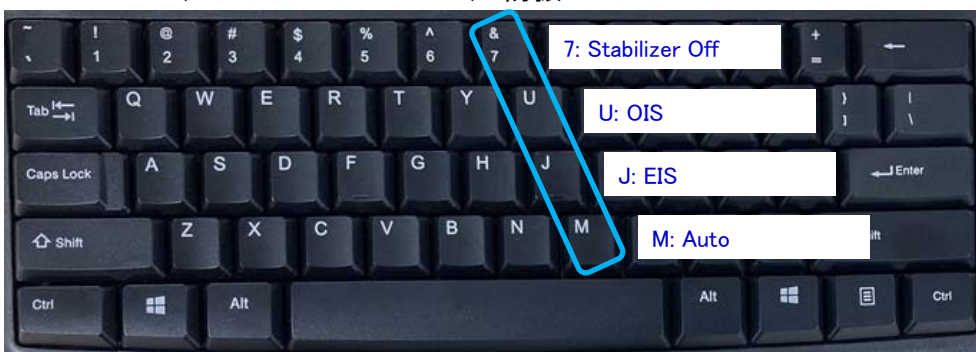 ~ ! @ # $ % ^ & +
` 1 2 3 4 5 6 7 7: Stabilizer Off =
Tab Q W E R T Y U U: OIS } |
] \
Caps Lock A S D F G H J J: EIS Enter
Shift Z X C V B N M M: Auto ift
Ctrl Alt Alt Ctrl